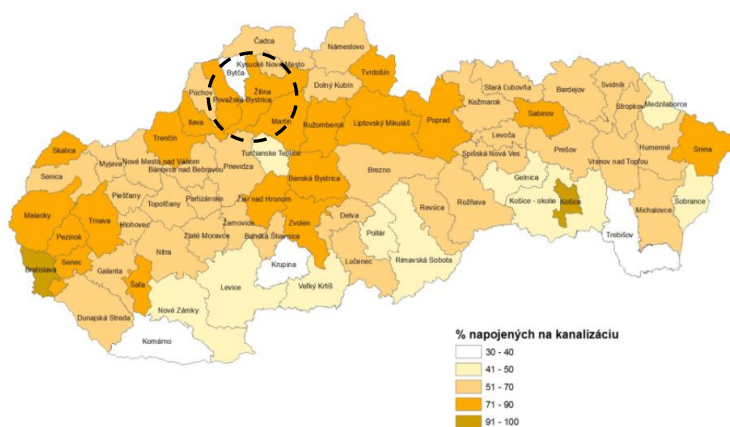 Čadca
Námestovo
Kysucké Nové Mesto
Bytča
Tvrdošín
Dolný Kubín
Púchov
Považská Bystrica
Žilina
Stará Ľubovňa
Bardejov
Svidník
Stropkov
Medzilaborce
Kežmarok
Sabinov
Ilava
Martin
Ružomberok
Liptovský Mikuláš
Poprad
Levoča
Trenčín
Turčianske Teplice
Spišská Nová Ves
Prešov
Humenné
Snina
Skalica
Myjava
Nové Mesto nad Váhom
Bánovce nad Bebravou
Prievidza
Vranov nad Topľou
Senica
Banská Bystrica
Brezno
Gelnica
Piešťany
Topoľčany
Partizánske
Žiar nad Hronom
Košice - okolie
Košice
Michalovce
Sobrance
Malacky
Trnava
Hlohovec
Zlaté Moravce
Žarnovica
Banská Štiavnica
Zvolen
Detva
Revúca
Rožňava
Pezinok
Nitra
Poltár
Trebišov
Bratislava
Senec
Galanta
Šaľa
Krupina
Lučenec
Rimavská Sobota
Levice
Veľký Krtíš
Dunajská Streda
Nové Zámky
Komárno
% napojených na kanalizáciu
30 - 40
41 - 50
51 - 70
71 - 90
91 - 100